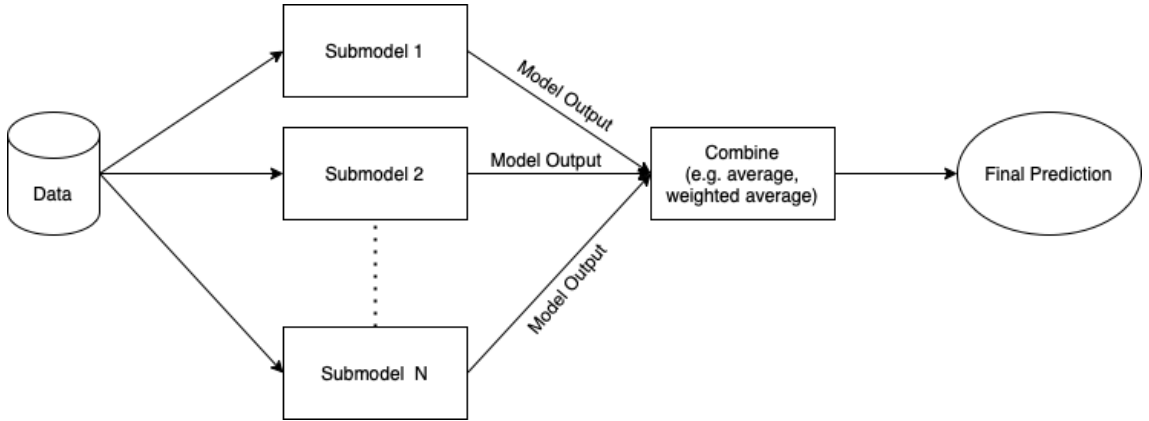 Submodel 1
Model Output
Data
Submodel 2
Model Output
Combine
(e.g. average,
weighted average)
Final Prediction
Model Output
Submodel N